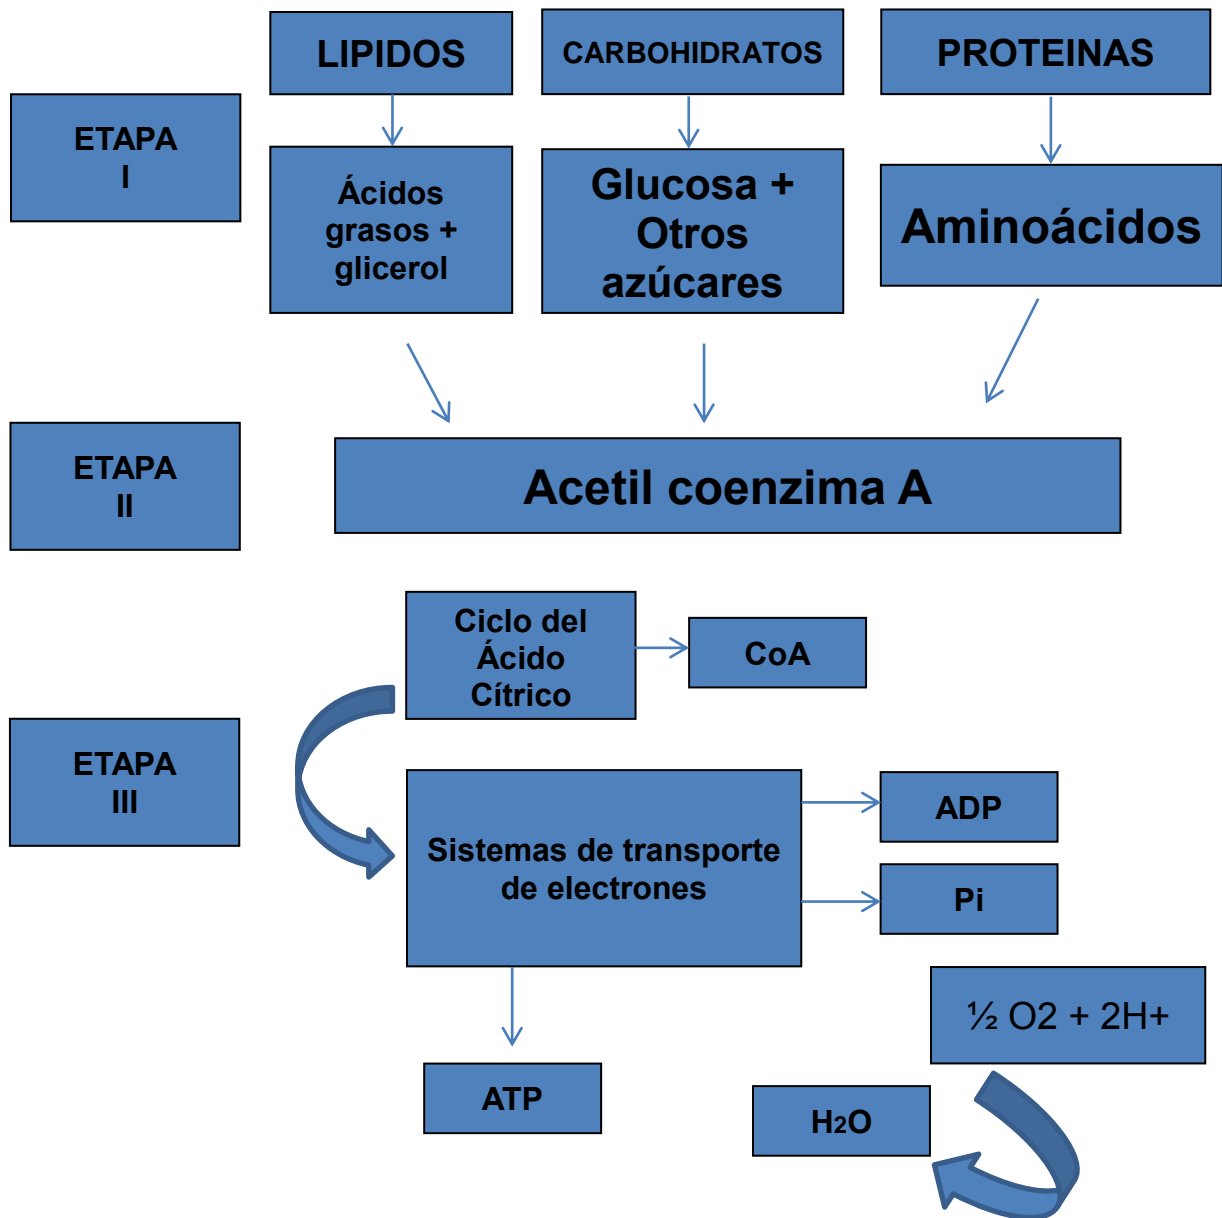 LIPIDOS
CARBOHIDRATOS
PROTEINAS
ETAPA
I
Ácidos
grasos +
glicerol
Glucosa +
Otros
azúcares
Aminoácidos
ETAPA
II
Acetil coenzima A
Ciclo del
Ácido
Cítrico
CoA
ETAPA
III
Sistemas de transporte
de electrones
ADP
Pi
½ O2 + 2H+
ATP
H2O